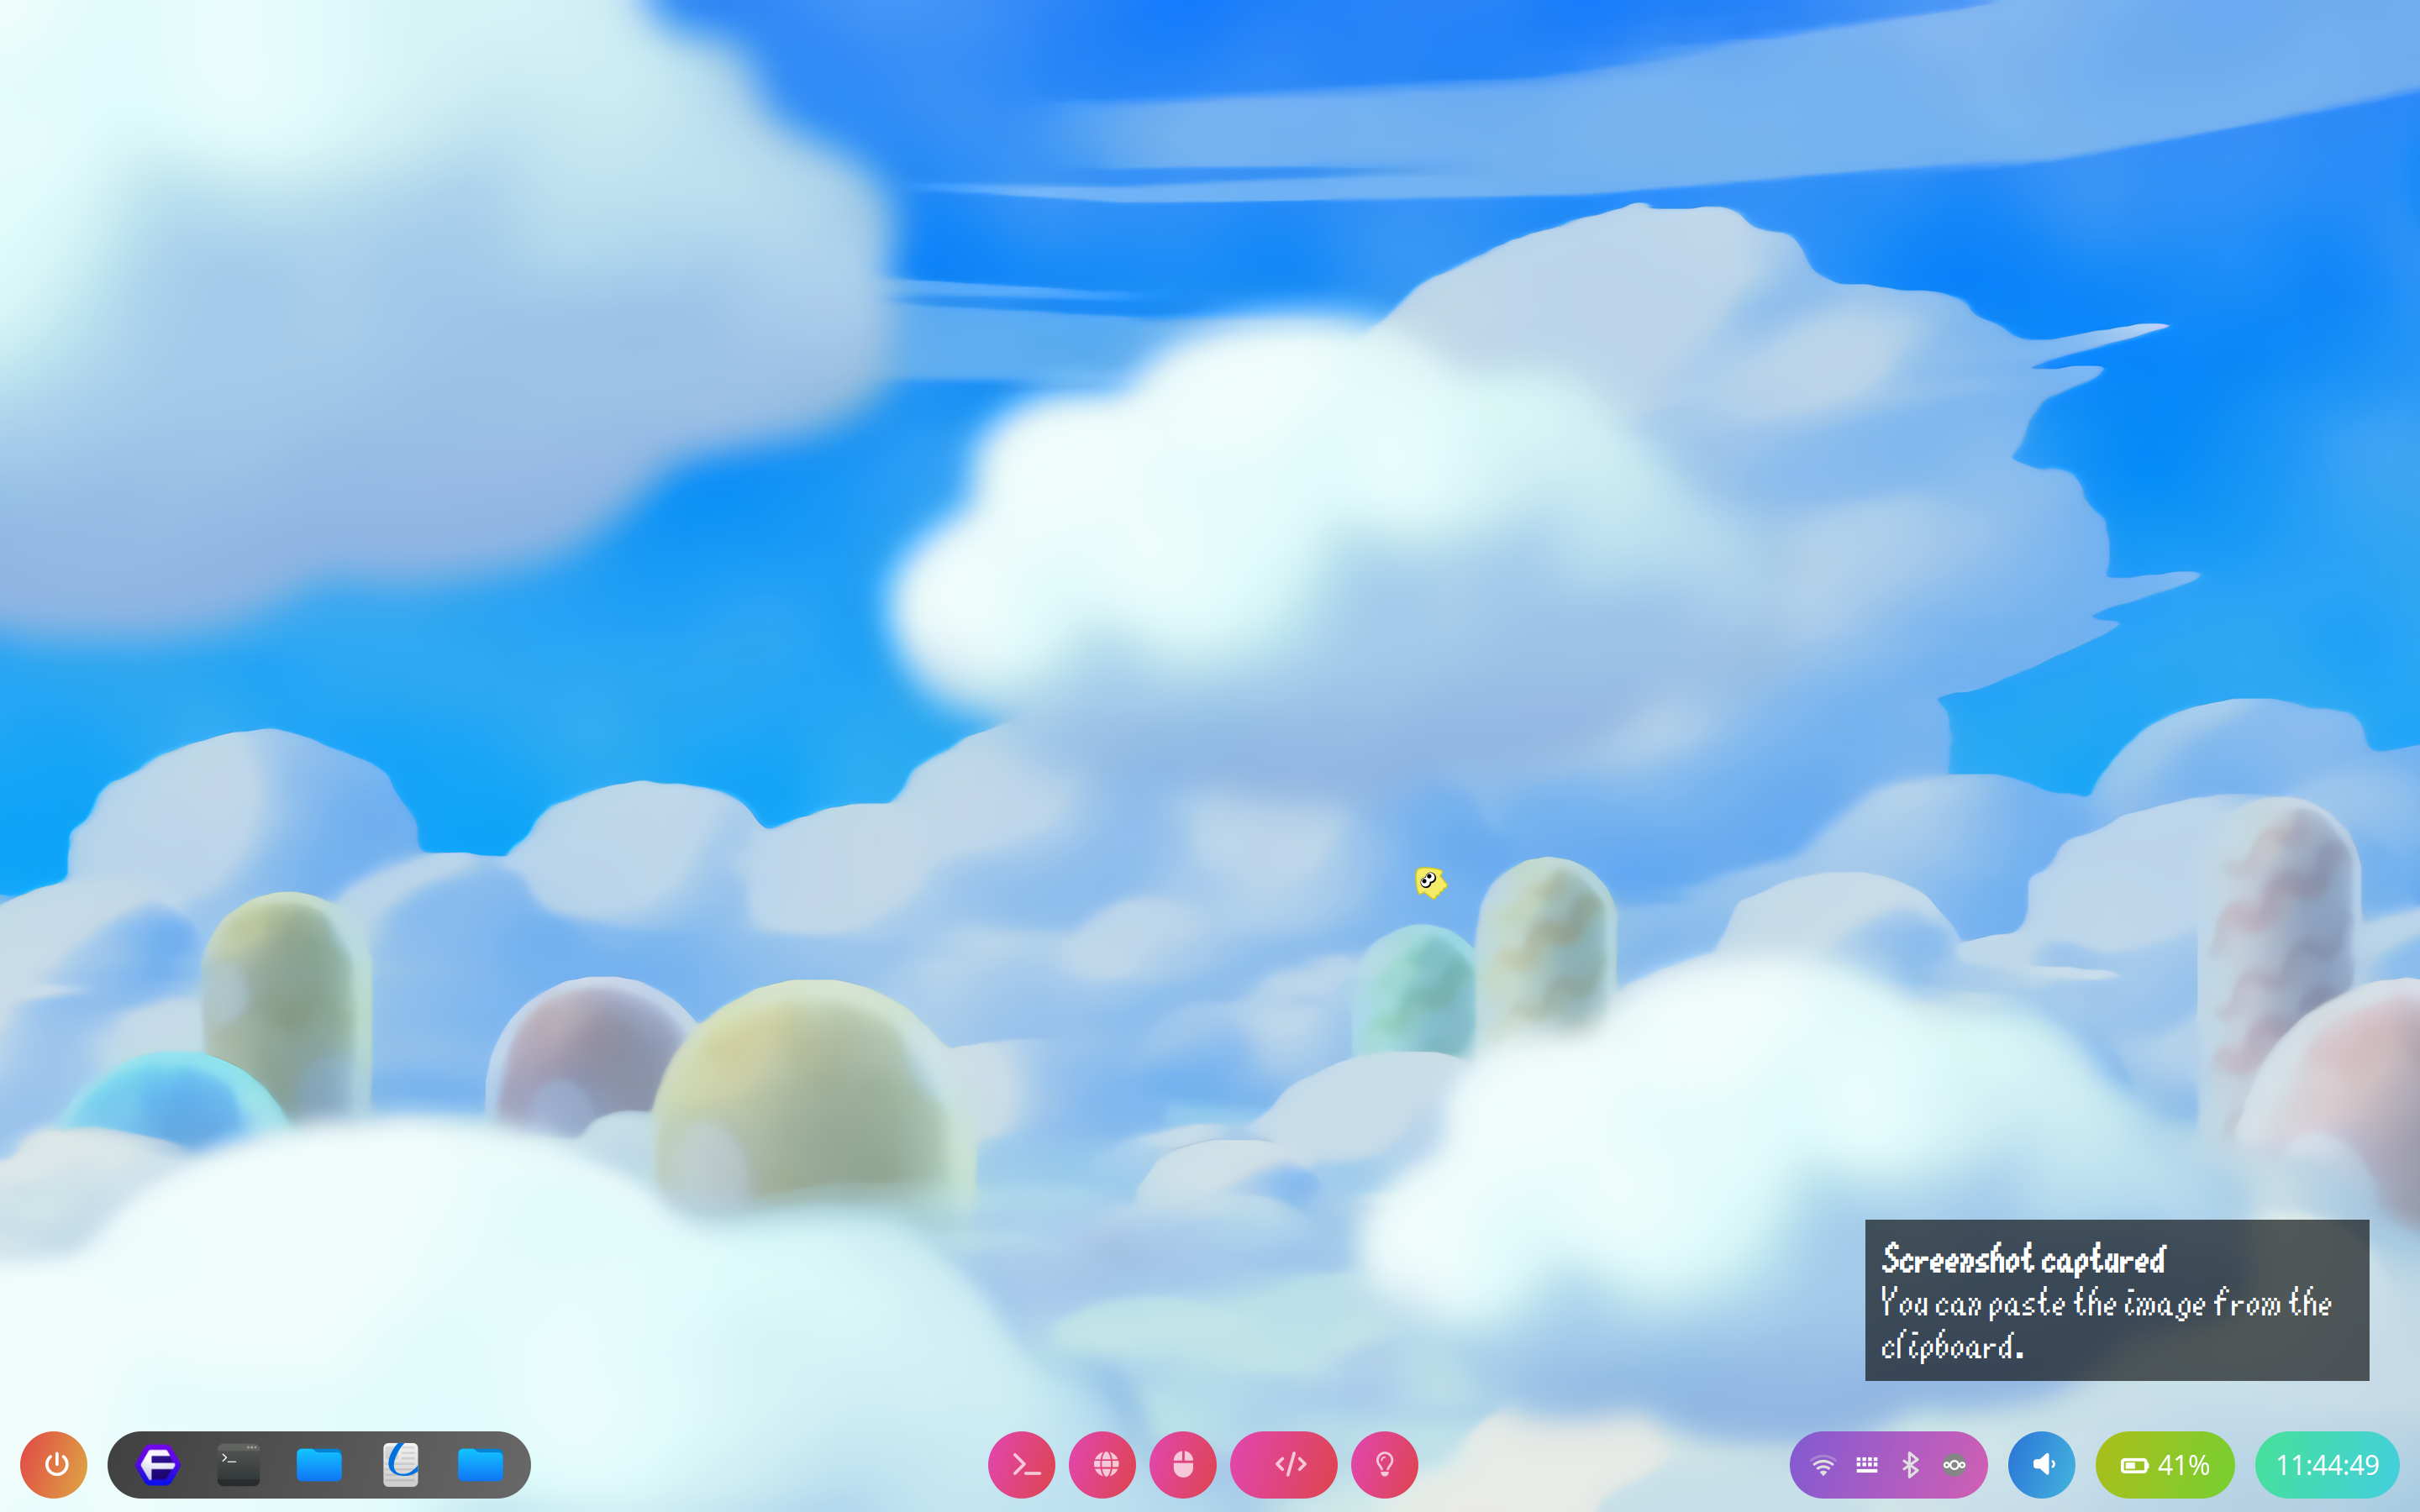 Screenshot captured
You can paste the image from the
clipboard.
41%
11:44:49